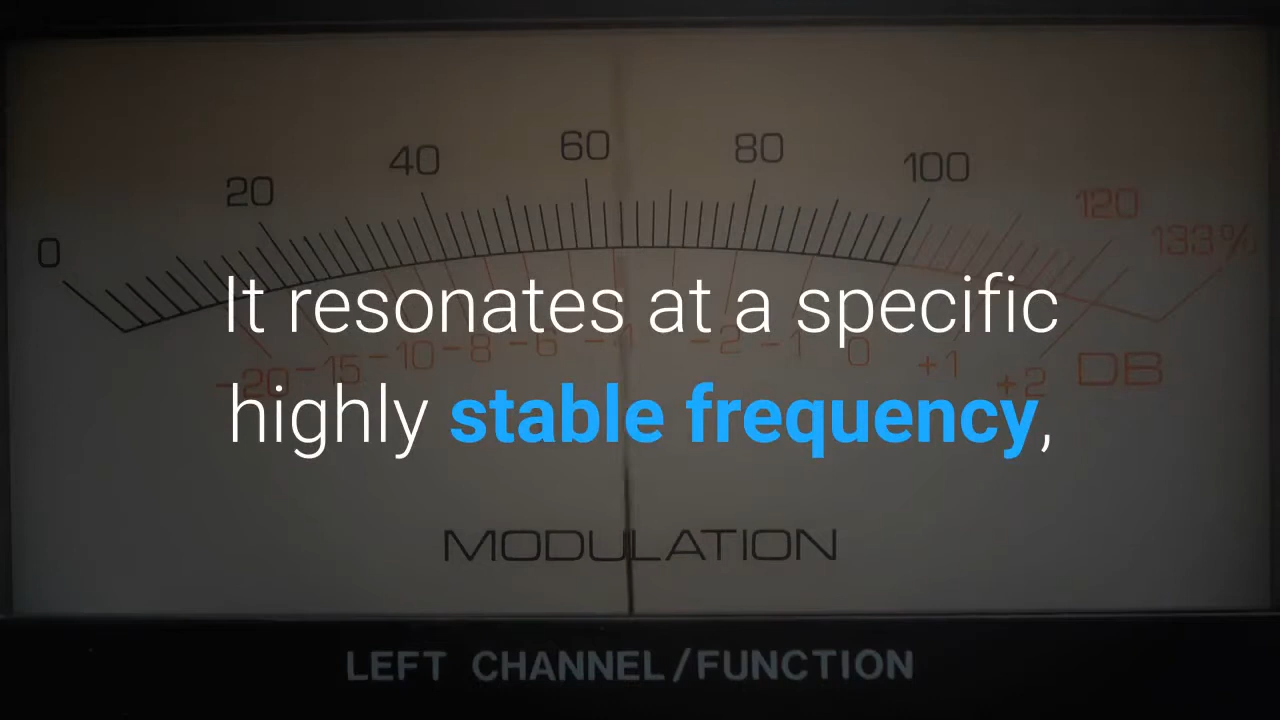 0 20 40 60 80 100 120 133%
It resonates at a specific
-20 -15 -10 -8 -6 -4 -2 -1 0 +1 +2 DB
highly stable frequency,
MODULATION
LEFT CHANNEL/FUNCTION